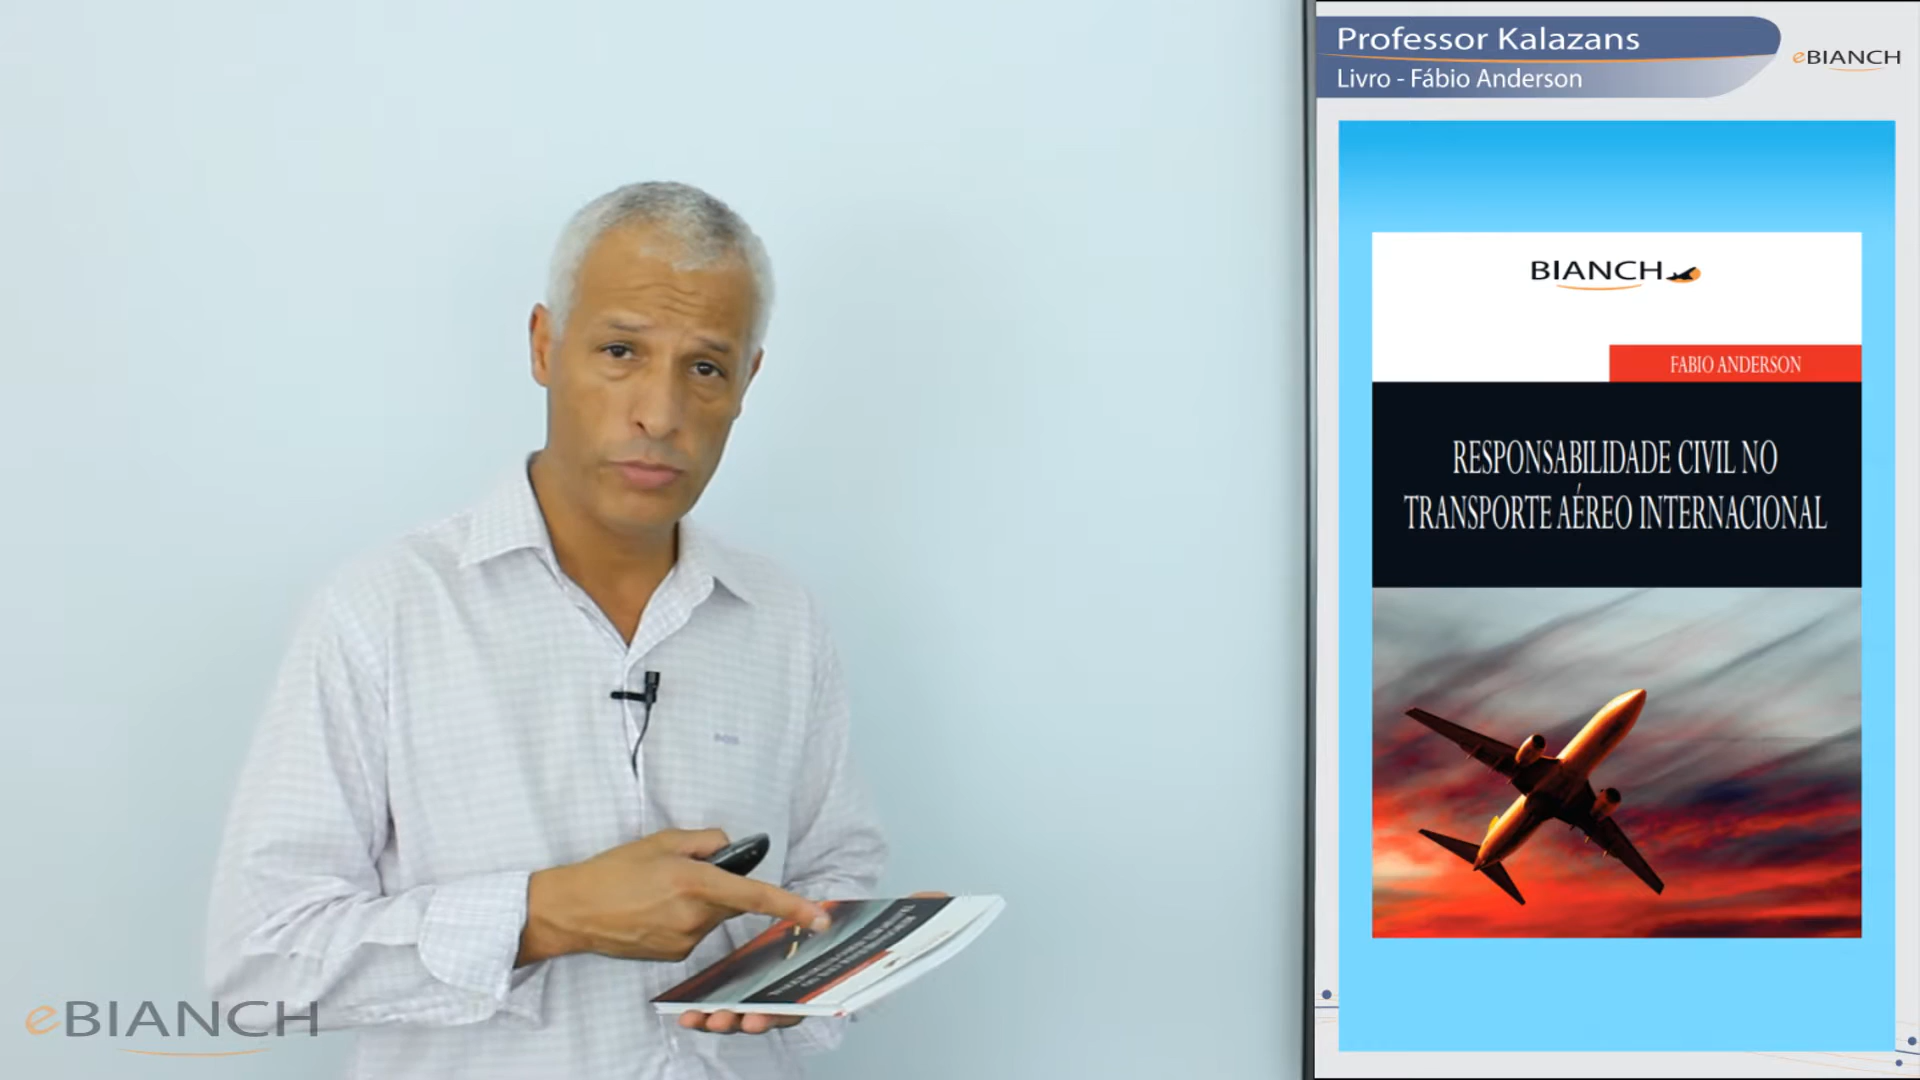 Professor Kalazans
Livro - Fábio Anderson
eBIANCH
BIANCH
FABIO ANDERSON
RESPONSABILIDADE CIVIL NO
TRANSPORTE AÉREO INTERNACIONAL
eBIANCH